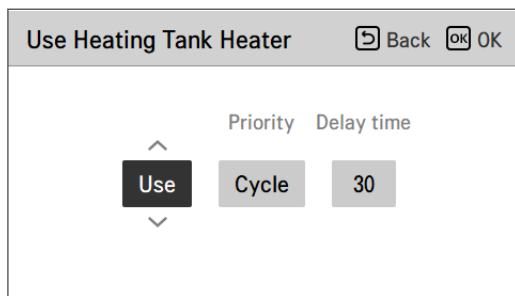 Use Heating Tank Heater Back OK OK
Priority Delay time
Use Cycle 30